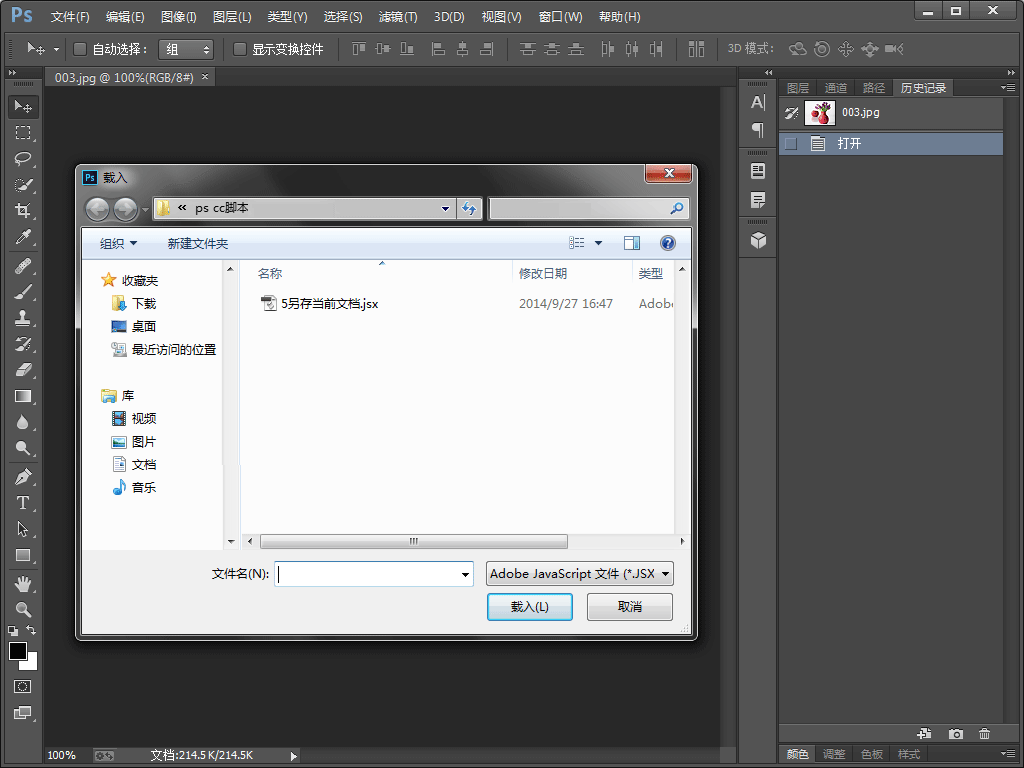 Ps 文件(F) 编辑(E) 图像(I) 图层(L) 类型(Y) 选择(S) 滤镜(T) 3D(D) 视图(V) 窗口(W) 帮助(H)
自动选择： 组 显示变换控件 3D 模式：
003.jpg @ 100%(RGB/8#) ×
图层 通道 路径 历史记录
003.jpg
打开
Ps 载入
« ps cc脚本
组织 新建文件夹
名称 修改日期 类型
收藏夹
下载
桌面
最近访问的位置
库
视频
图片
文档
音乐
5另存当前文档.jsx 2014/9/27 16:47 Adob
文件名(N): Adobe JavaScript 文件 (*.JSX
载入(L) 取消
100% 文档:214.5K/214.5K
颜色 调整 色板 样式